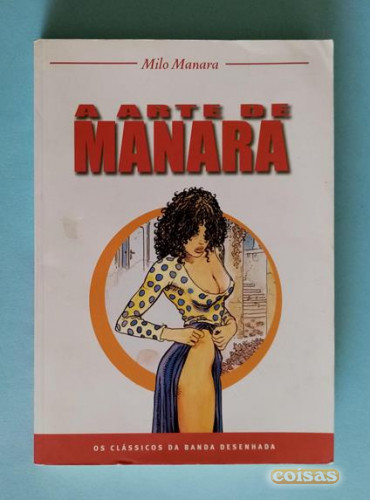 Milo Manara
A ARTE DE
MANARA
OS CLÁSSICOS DA BANDA DESENHADA
coisas